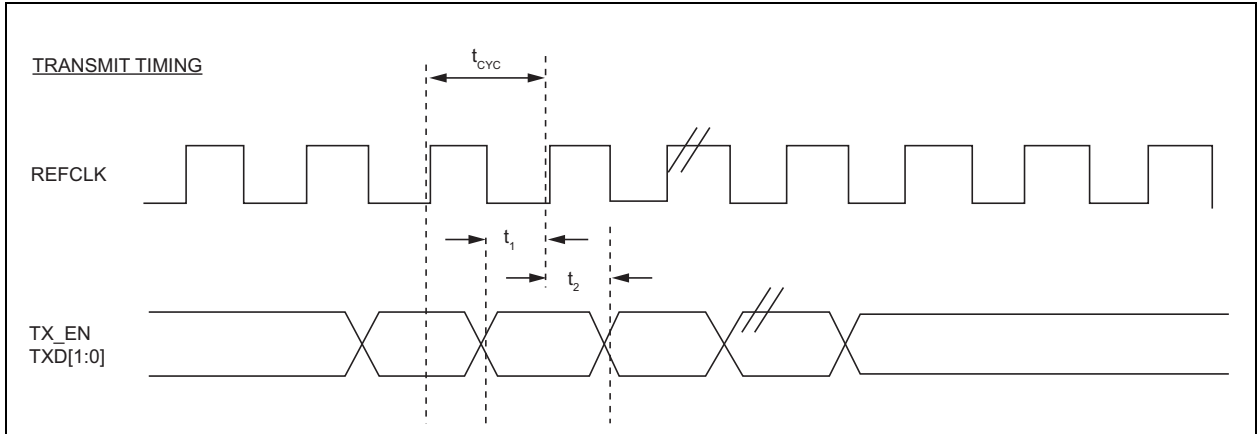 TRANSMIT TIMING
tCYC
REFCLK
t1
t2
TX_EN
TXD[1:0]